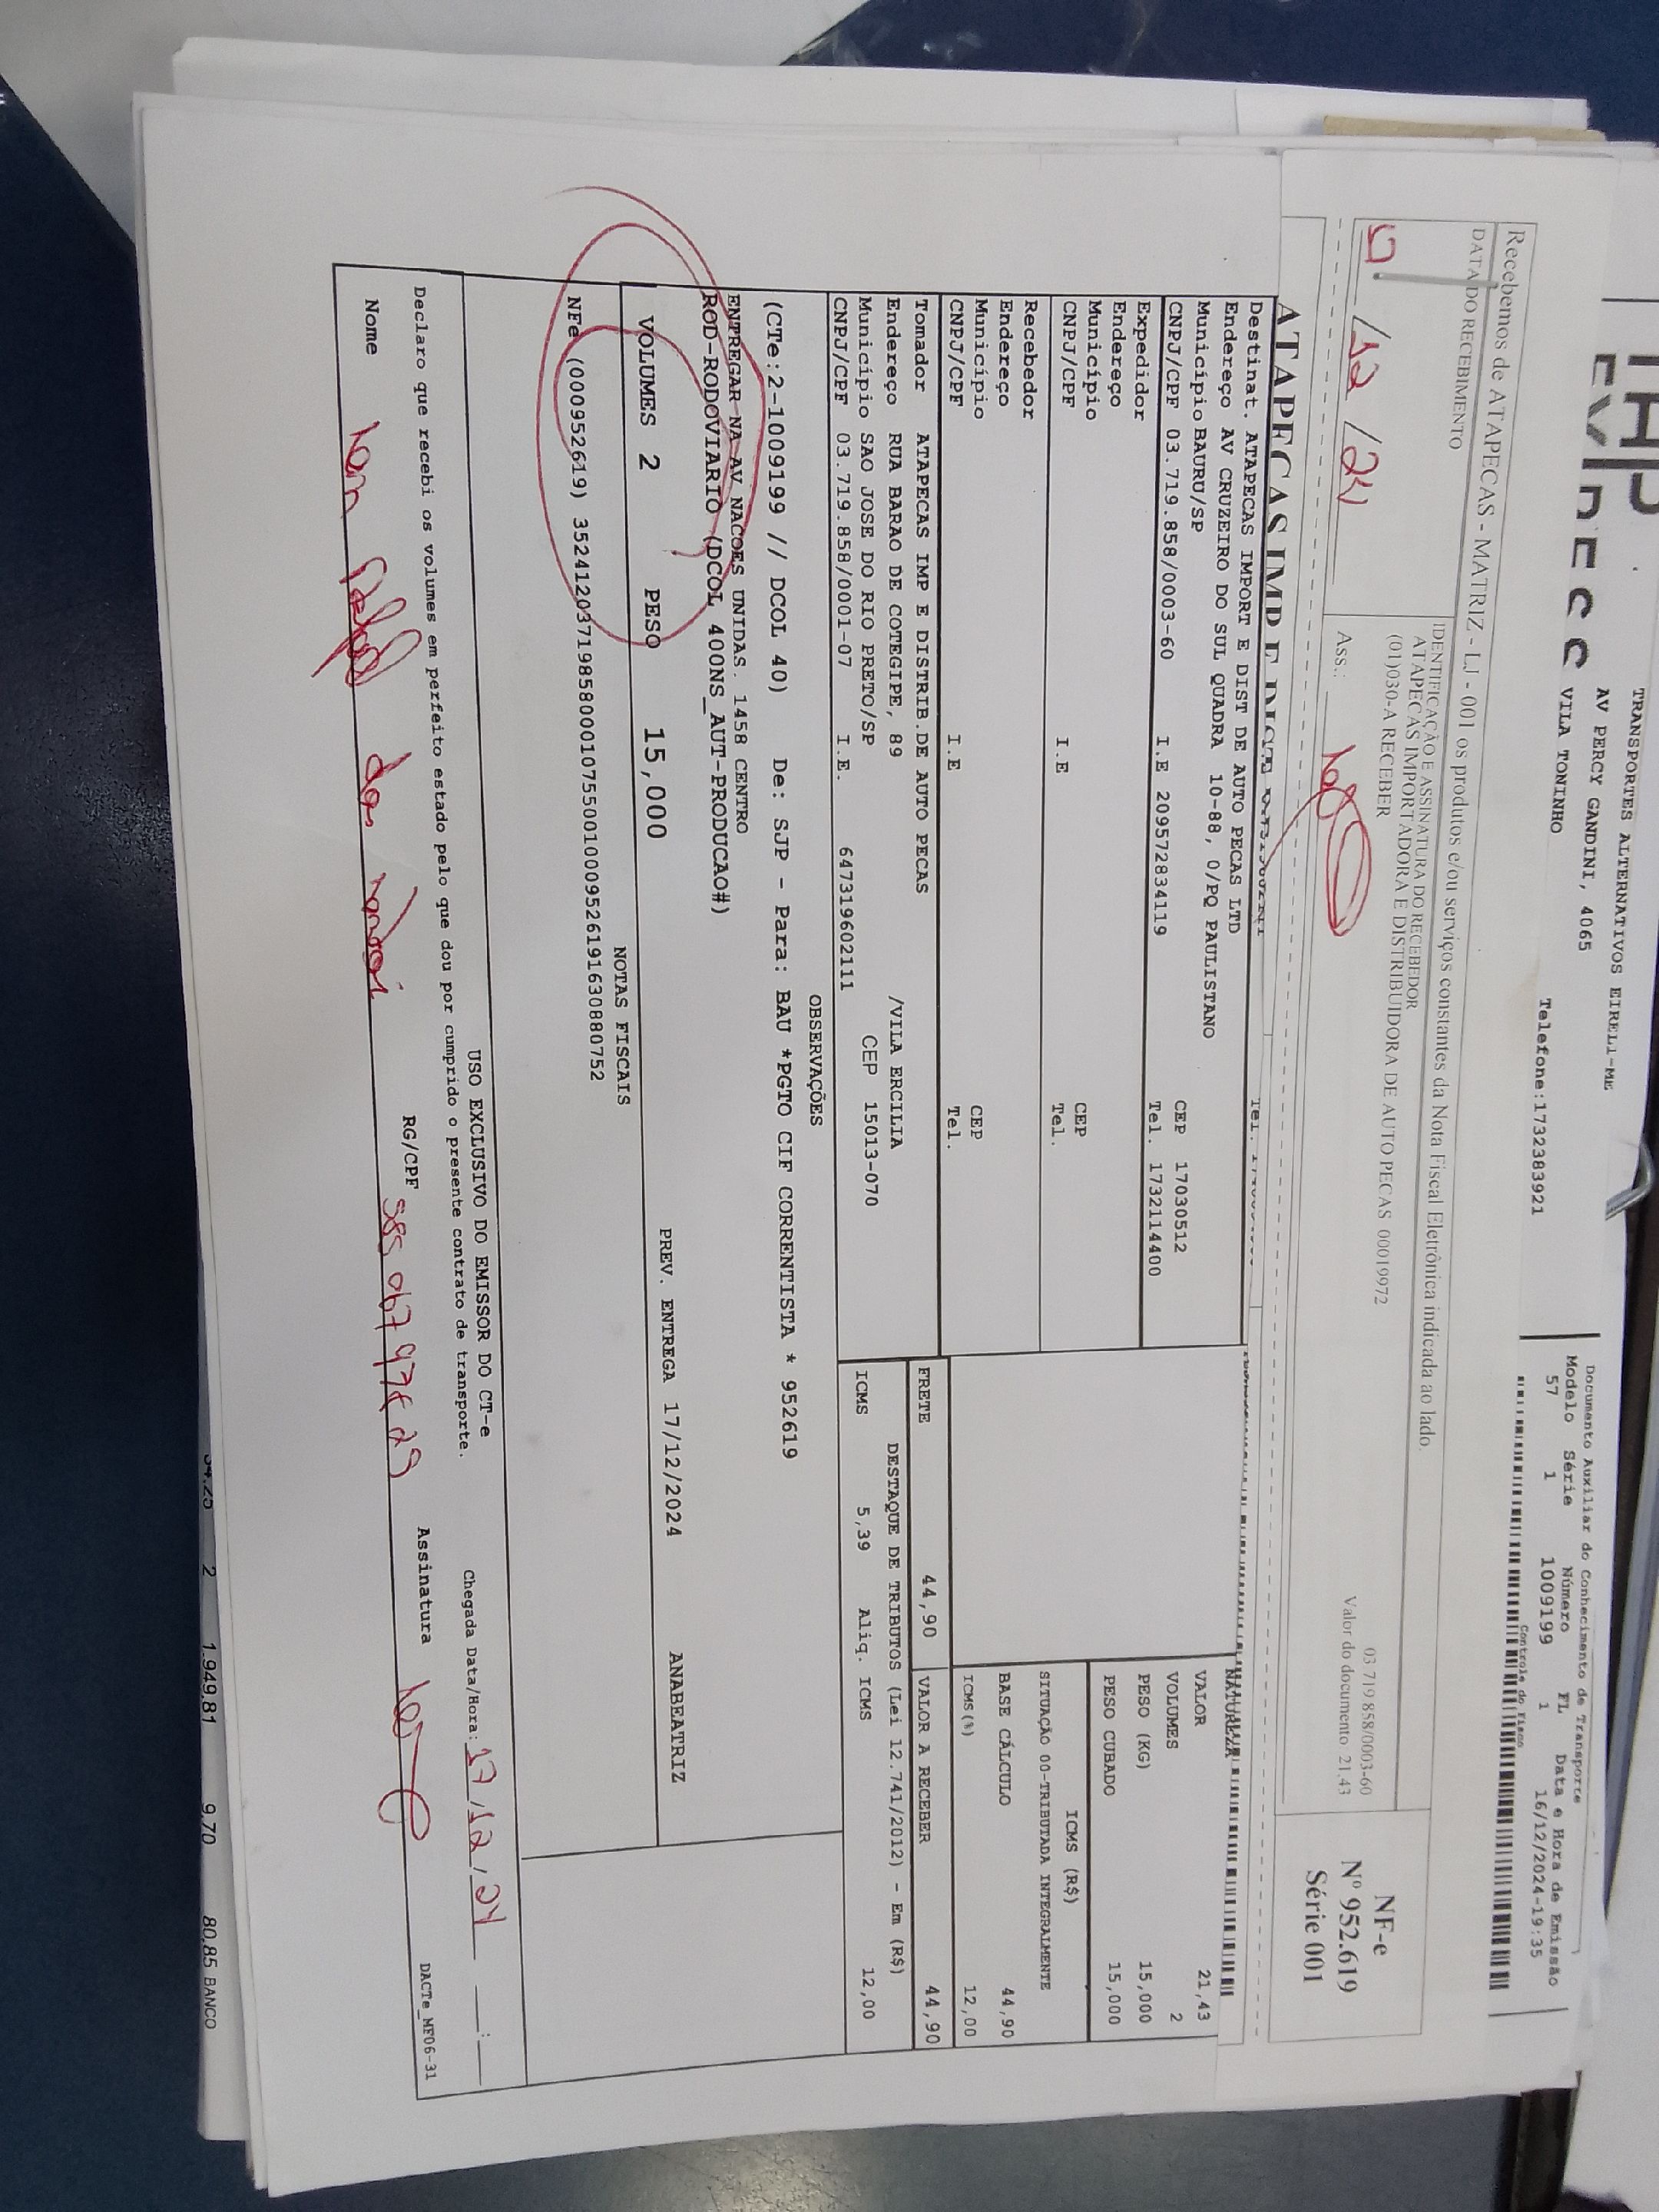 TRANSPORTES ALTERNATIVOS EIRELI-ME
AV PERCY GANDINI, 4065
VILA TONINHO
Telefone:1732383921
Documento Auxiliar do Conhecimento de Transporte
Modelo Série Número FL Data e Hora de Emissão
57 1 1009199 1 16/12/2024-19:35
Controle do Fisco
Recebemos de ATAPECAS - MATRIZ - LJ - 001 os produtos e/ou serviços constantes da Nota Fiscal Eletrônica indicada ao lado.
DATA DO RECEBIMENTO
IDENTIFICAÇÃO E ASSINATURA DO RECEBEDOR
ATAPECAS IMPORTADORA E DISTRIBUIDORA DE AUTO PECAS 00019972
(01)030-A RECEBER
03.719.858/0003-60
Valor do documento 21,43
/12 /24
Ass.:
NF-e
Nº 952.619
Série 001
ATAPECAS IMP E DIST
NATUREZA
Destinat. ATAPECAS IMPORT E DIST DE AUTO PECAS LTD
Endereço AV CRUZEIRO DO SUL QUADRA 10-88, 0/PQ PAULISTANO
Município BAURU/SP CEP 17030512
CNPJ/CPF 03.719.858/0003-60 I.E 209572834119 Tel. 1732114400
Expedidor
Endereço
Município CEP
CNPJ/CPF I.E Tel.
Recebedor
Endereço
Município CEP
CNPJ/CPF I.E Tel.
VALOR 21,43
VOLUMES 2
PESO (KG) 15,000
PESO CUBADO 15,000
ICMS (R$)
SITUAÇÃO 00-TRIBUTADA INTEGRALMENTE
BASE CÁLCULO 44,90
ICMS(%) 12,00
Tomador ATAPECAS IMP E DISTRIB.DE AUTO PECAS
Endereço RUA BARAO DE COTEGIPE, 89 /VILA ERCILIA
Município SAO JOSE DO RIO PRETO/SP CEP 15013-070
CNPJ/CPF 03.719.858/0001-07 I.E. 647319602111
FRETE 44,90 VALOR A RECEBER 44,90
DESTAQUE DE TRIBUTOS (Lei 12.741/2012) - Em (R$)
ICMS 5,39 Aliq. ICMS 12,00
OBSERVAÇÕES
(CTe:2-1009199 // DCOL 40) De: SJP - Para: BAU *PGTO CIF CORRENTISTA * 952619
ENTREGAR NA AV NACOES UNIDAS. 1458 CENTRO
ROD-RODOVIARIO (DCOL 400NS_AUT-PRODUCAO#)
VOLUMES 2 PESO 15,000 PREV. ENTREGA 17/12/2024 ANABEATRIZ
NOTAS FISCAIS
NFe (000952619) 35241203719858000107550010009526191630880752
USO EXCLUSIVO DO EMISSOR DO CT-e
Declaro que recebi os volumes em perfeito estado pelo que dou por cumprido o presente contrato de transporte.
Chegada Data/Hora: 17/12/24 __:__
Nome RG/CPF Assinatura
DACTe_MF06-31
34.25 2 1.949,81 9,70 80,85 BANCO